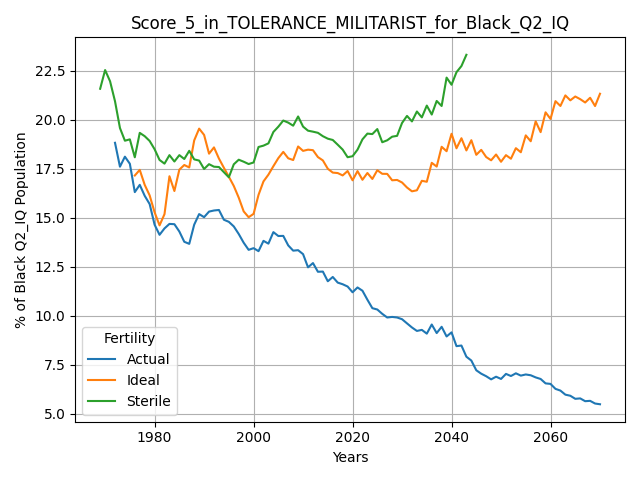 Score_5_in_TOLERANCE_MILITARIST_for_Black_Q2_IQ
% of Black Q2_IQ Population
22.5
20.0
17.5
15.0
12.5
10.0
7.5
5.0
Fertility
Actual
Ideal
Sterile
1980 2000 2020 2040 2060
Years